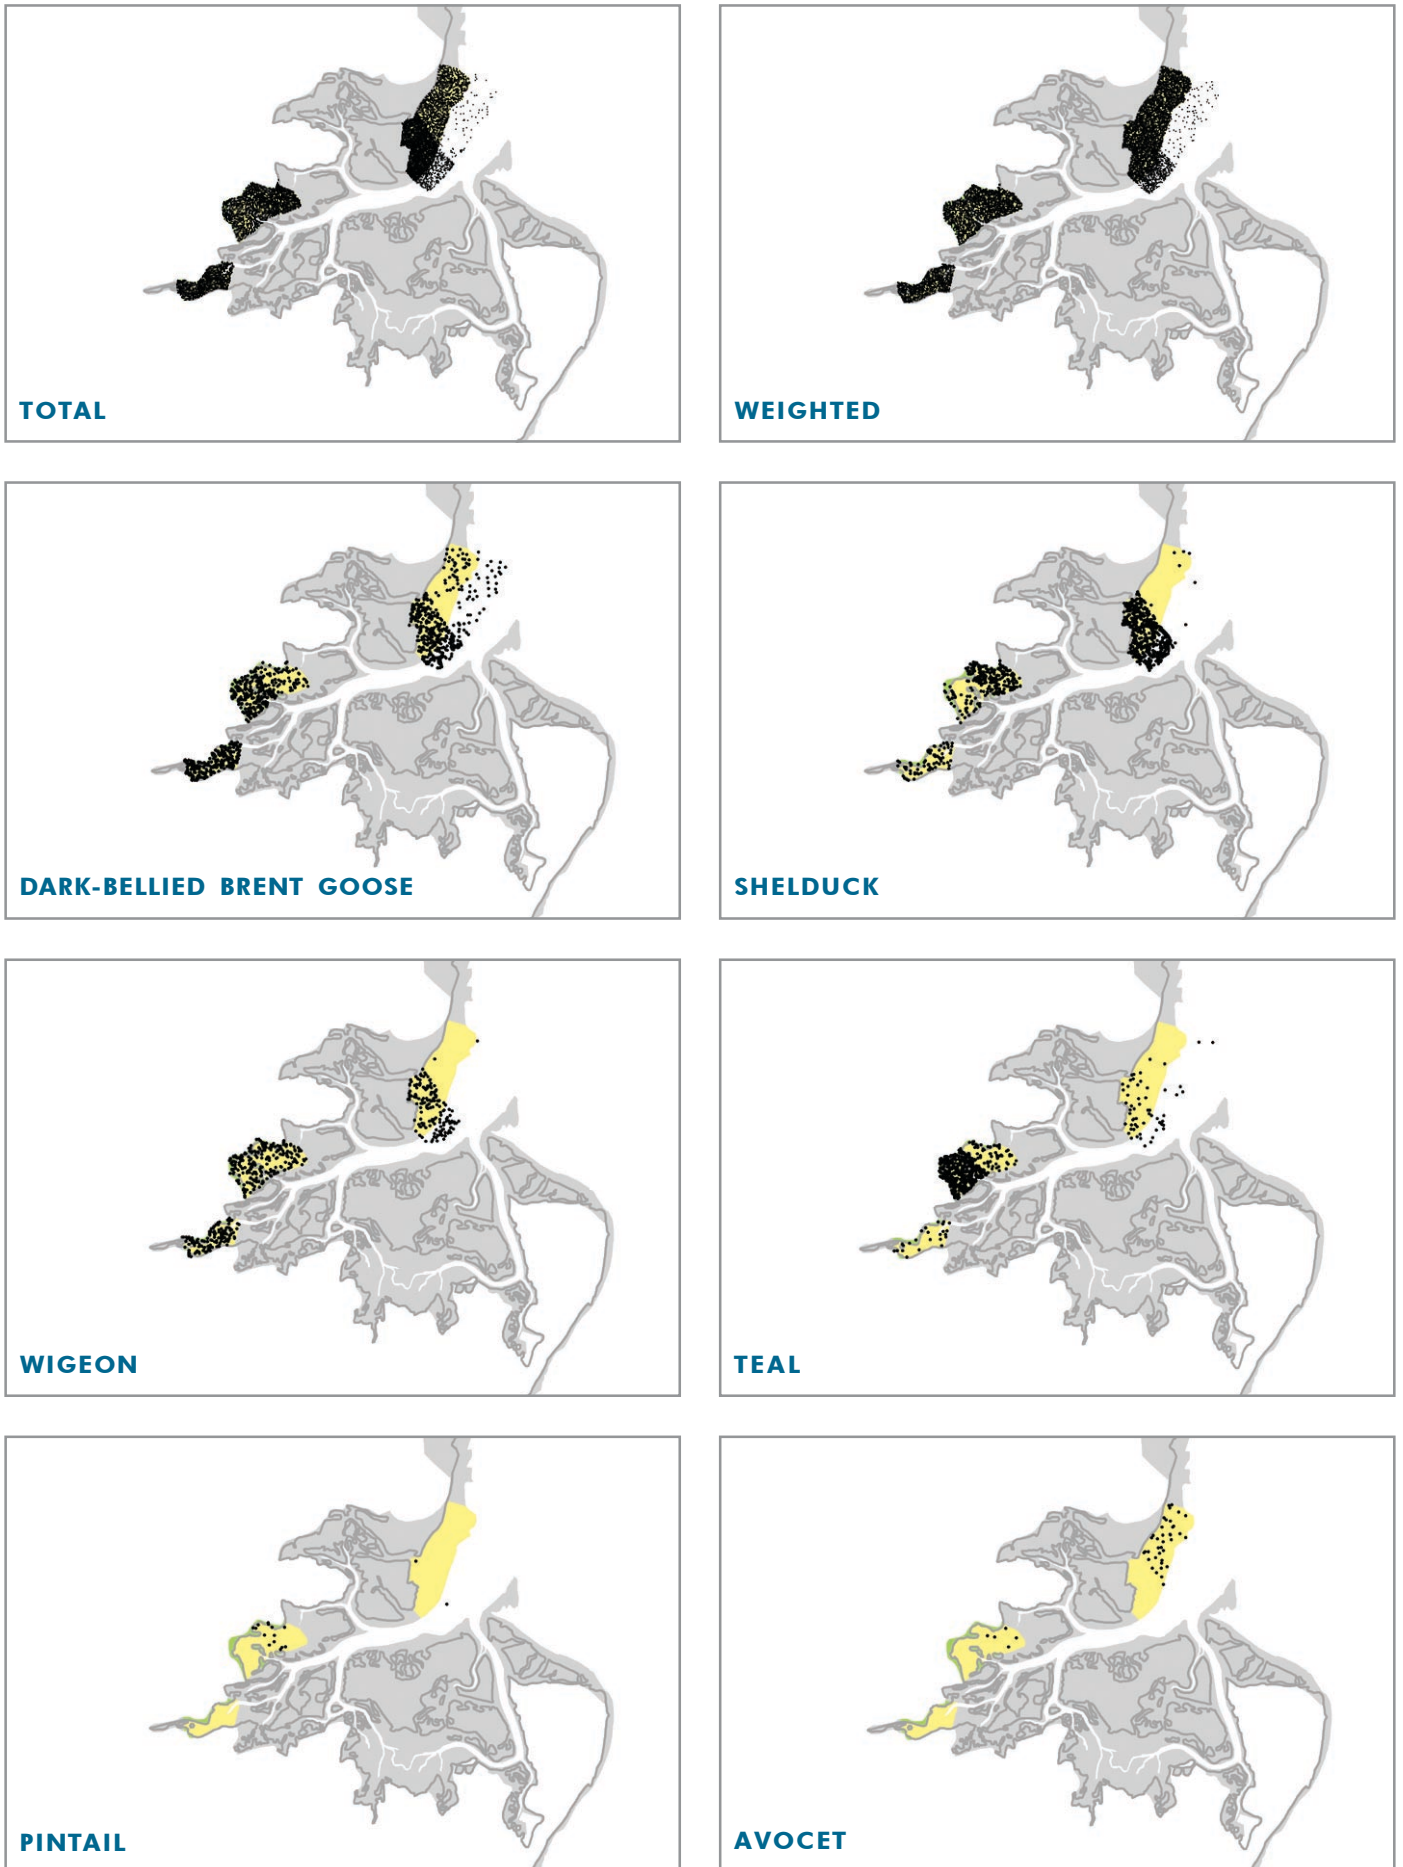 TOTAL
WEIGHTED
DARK-BELLIED BRENT GOOSE
SHELDUCK
WIGEON
TEAL
PINTAIL
AVOCET